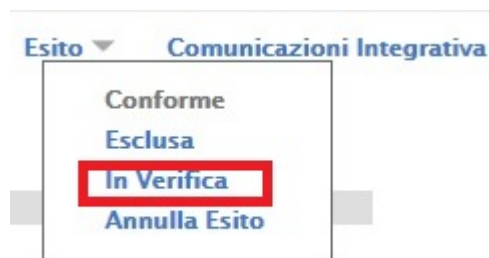 Esito Comunicazioni Integrativa
Conforme
Esclusa
In Verifica
Annulla Esito